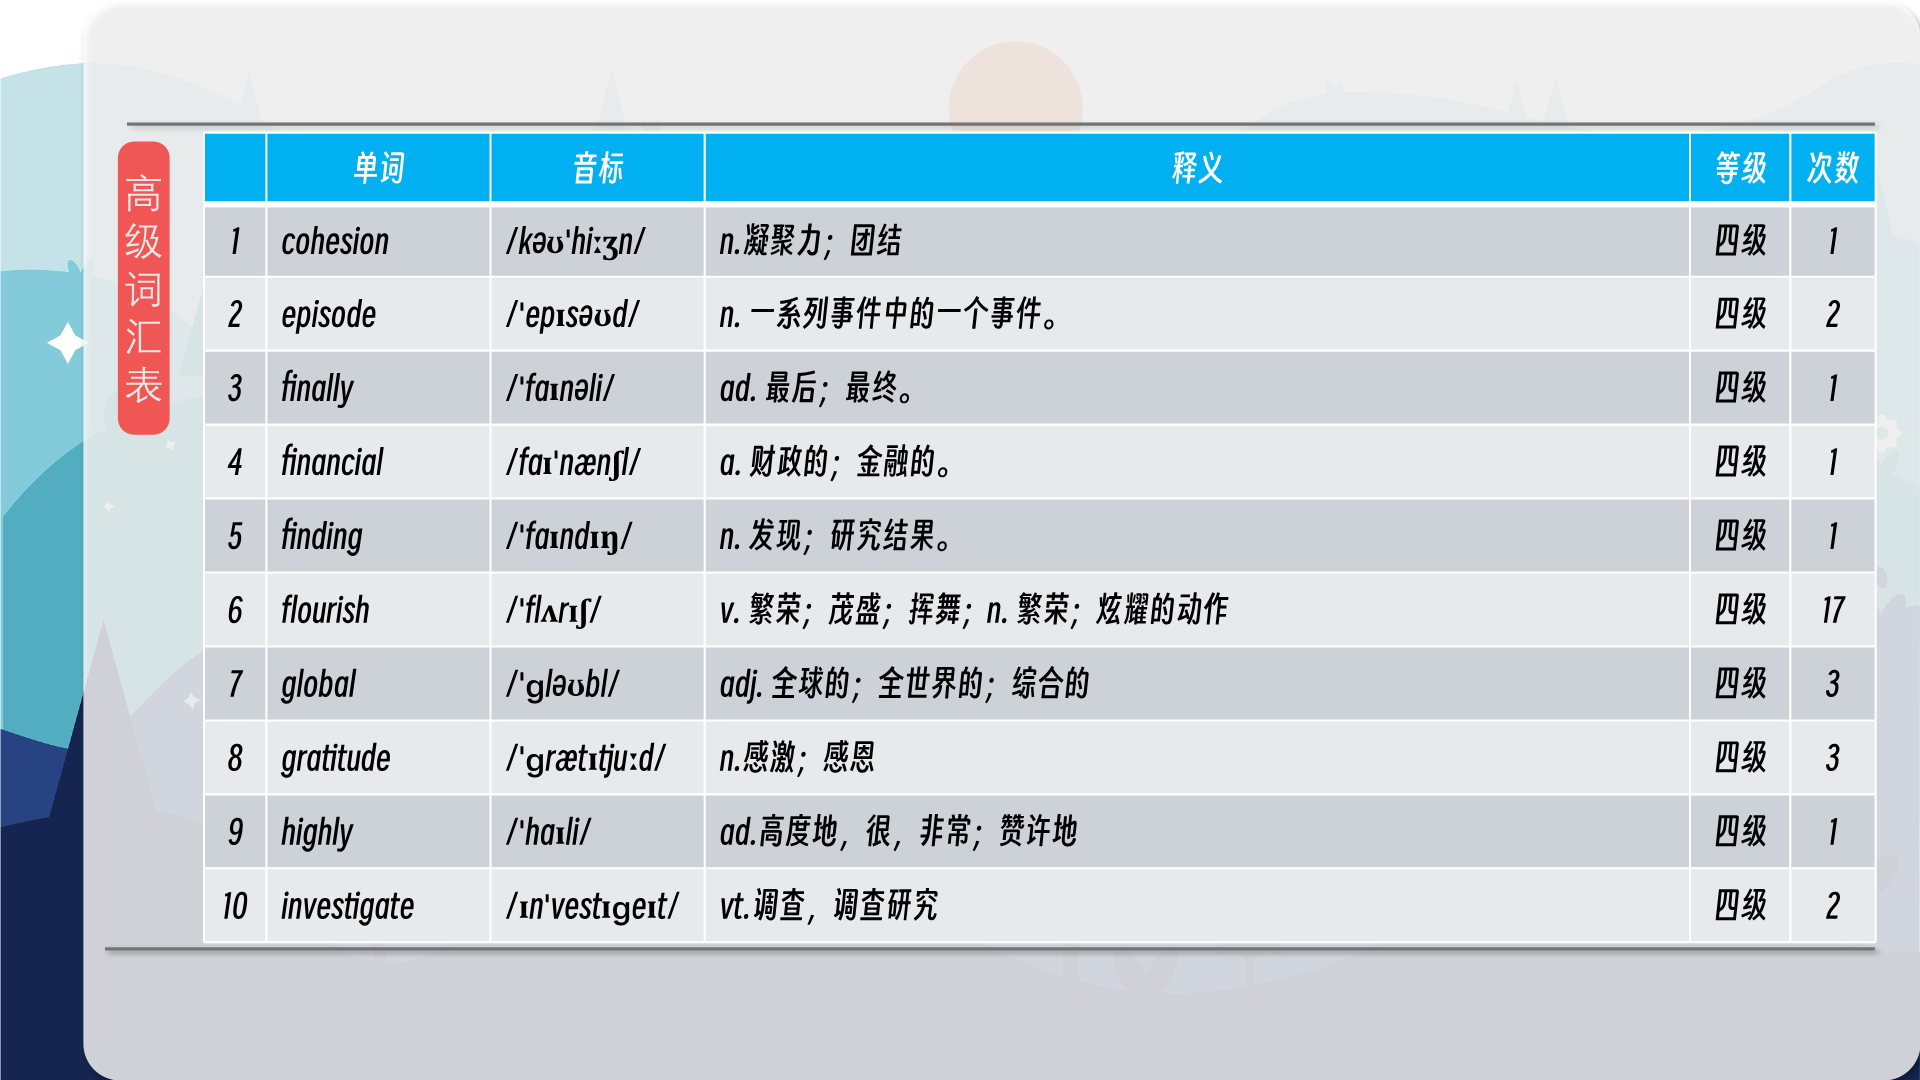 高级词汇表
单词 音标 释义 等级 次数
1 cohesion /kəʊ'hiːʒn/ n.凝聚力；团结 四级 1
2 episode /'epɪsəʊd/ n. 一系列事件中的一个事件。 四级 2
3 finally /'faɪnəli/ ad. 最后；最终。 四级 1
4 financial /faɪ'nænʃl/ a. 财政的；金融的。 四级 1
5 finding /'faɪndɪŋ/ n. 发现；研究结果。 四级 1
6 flourish /'flʌrɪʃ/ v. 繁荣；茂盛；挥舞；n. 繁荣；炫耀的动作 四级 17
7 global /'ɡləʊbl/ adj. 全球的；全世界的；综合的 四级 3
8 gratitude /'ɡrætɪtjuːd/ n.感激；感恩 四级 3
9 highly /'haɪli/ ad.高度地，很，非常；赞许地 四级 1
10 investigate /ɪn'vestɪɡeɪt/ vt.调查，调查研究 四级 2